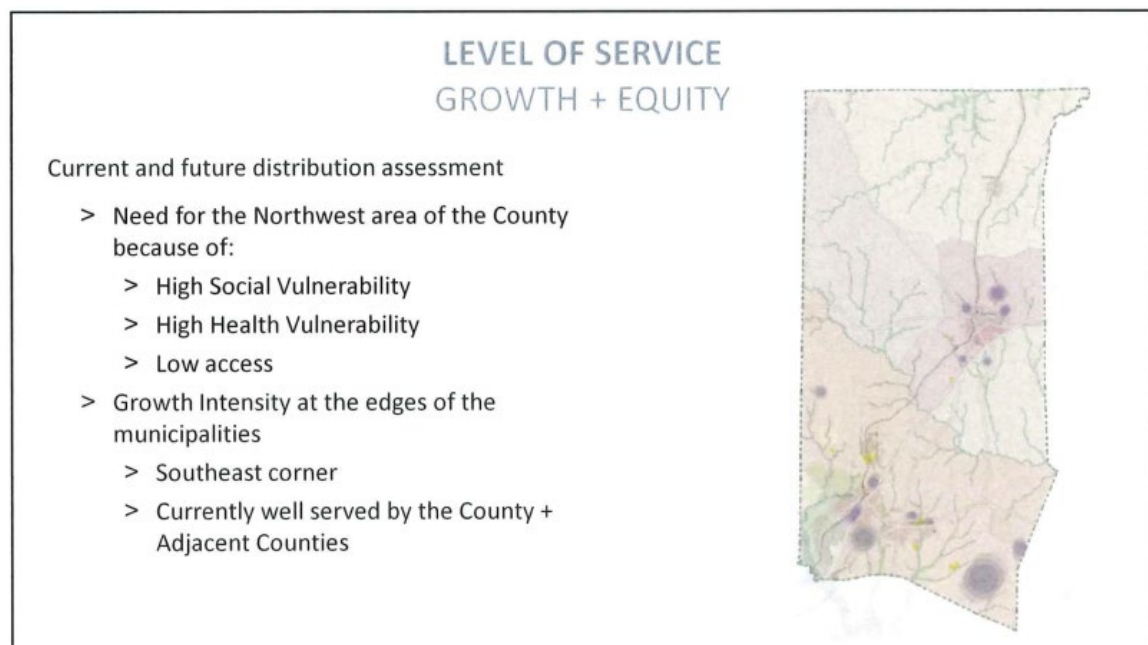 LEVEL OF SERVICE
GROWTH + EQUITY
Current and future distribution assessment
> Need for the Northwest area of the County
because of:
> High Social Vulnerability
> High Health Vulnerability
> Low access
> Growth Intensity at the edges of the
municipalities
> Southeast corner
> Currently well served by the County +
Adjacent Counties